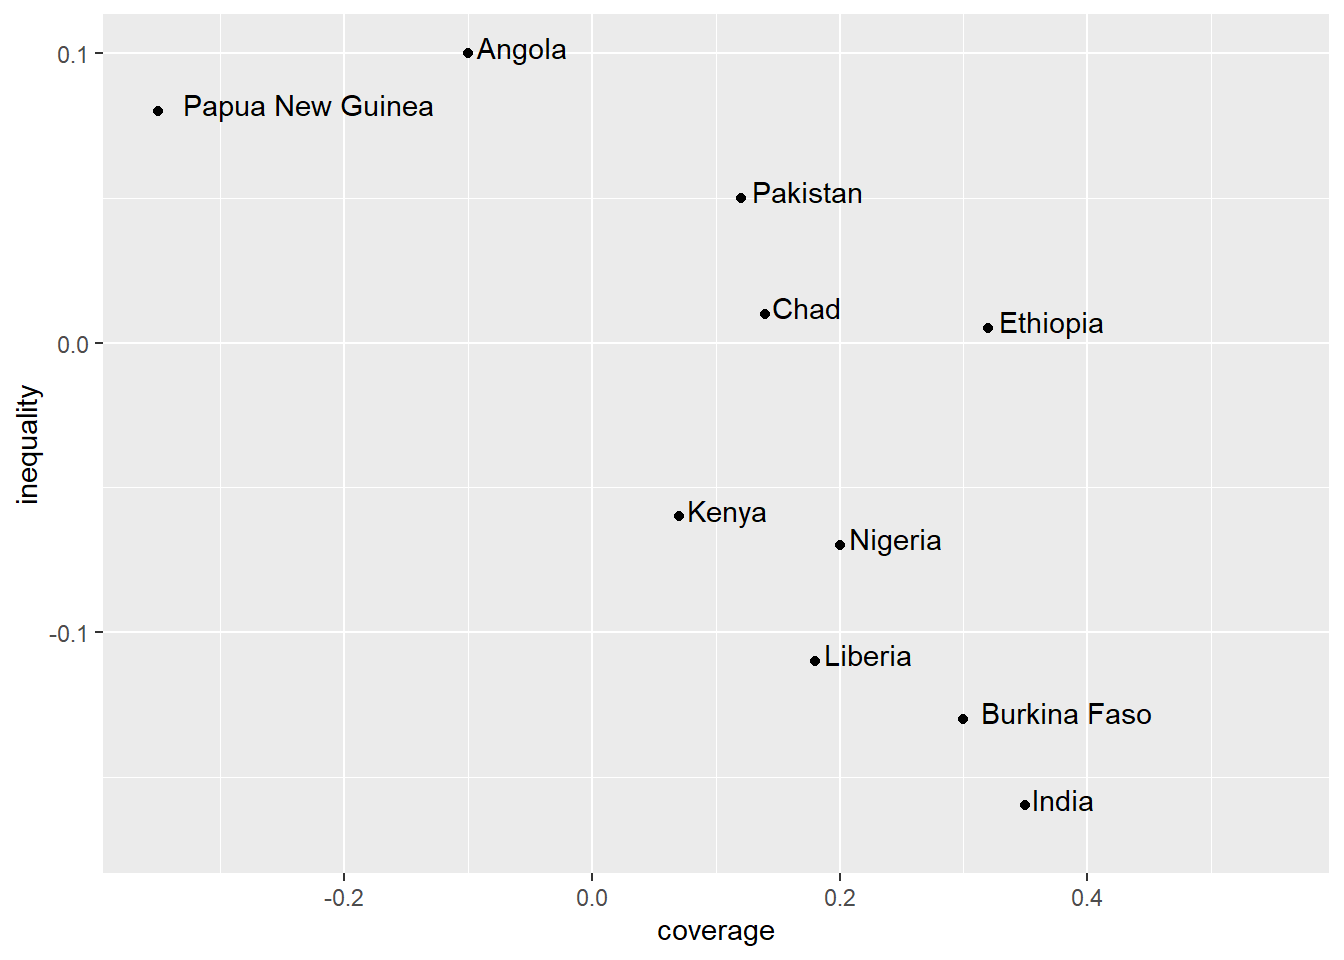 0.1
Angola
Papua New Guinea
Pakistan
Chad
Ethiopia
0.0
inequality
Kenya
Nigeria
-0.1
Liberia
Burkina Faso
India
-0.2
0.0
0.2
0.4
coverage